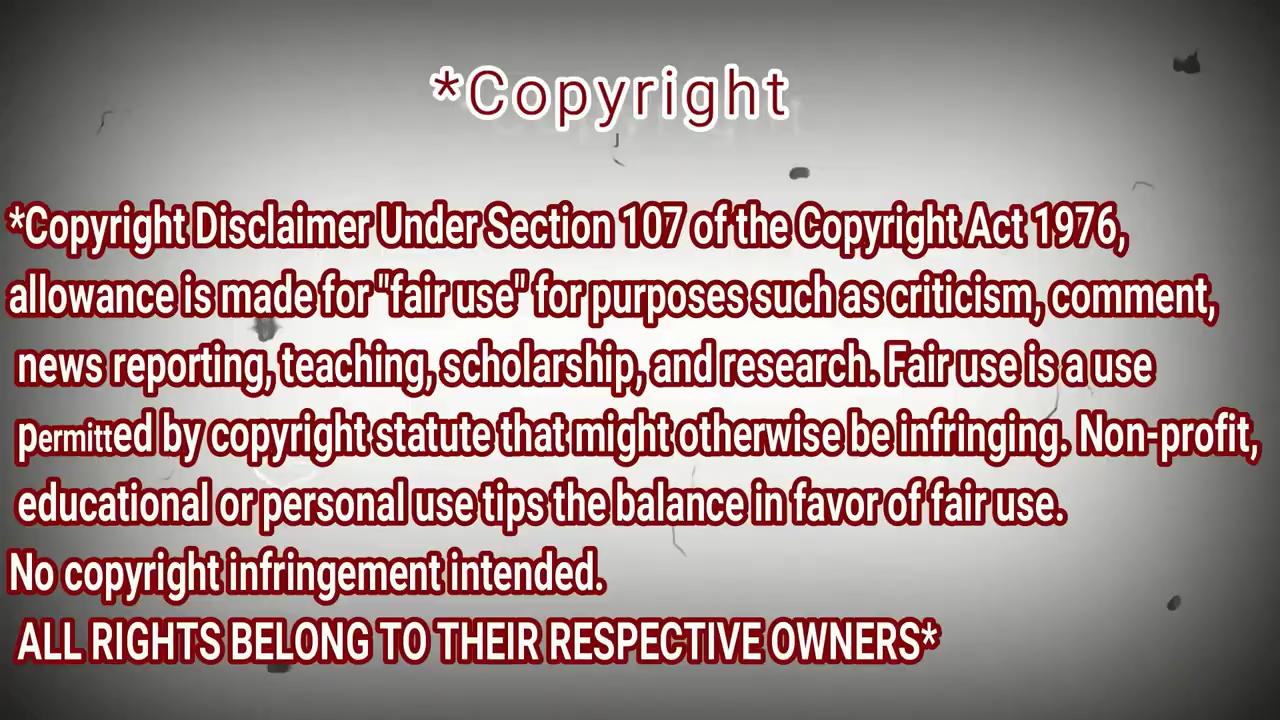 *Copyright
*Copyright Disclaimer Under Section 107 of the Copyright Act 1976,
allowance is made for "fair use" for purposes such as criticism, comment,
news reporting, teaching, scholarship, and research. Fair use is a use
permitted by copyright statute that might otherwise be infringing. Non-profit,
educational or personal use tips the balance in favor of fair use.
No copyright infringement intended.
ALL RIGHTS BELONG TO THEIR RESPECTIVE OWNERS*